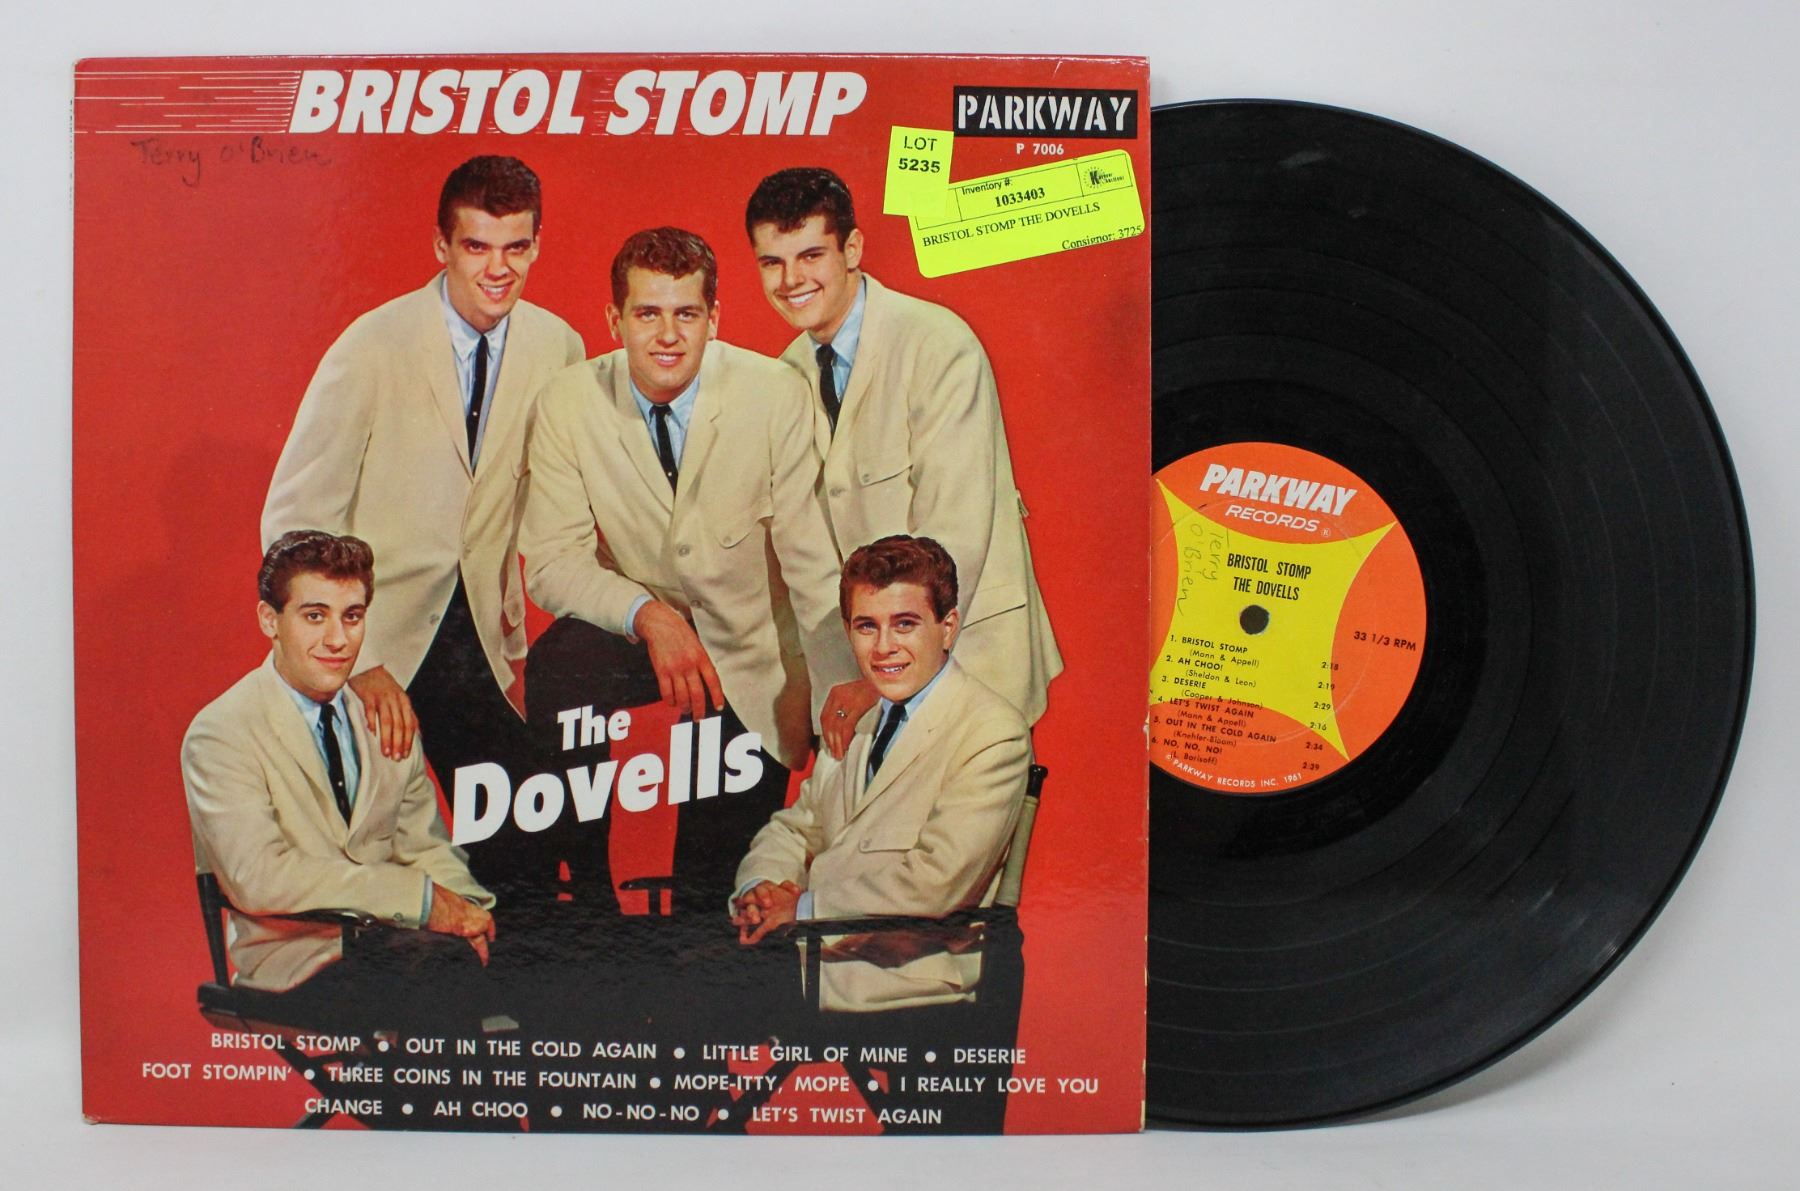 BRISTOL STOMP
PARKWAY
P 7006
Terry O'Brien
LOT
5235
Inventory #:
1033403
BRISTOL STOMP THE DOVELLS
Consignor: 3725
The
Dovells
BRISTOL STOMP • OUT IN THE COLD AGAIN • LITTLE GIRL OF MINE • DESERIE
FOOT STOMPIN' • THREE COINS IN THE FOUNTAIN • MOPE-ITTY, MOPE • I REALLY LOVE YOU
CHANGE • AH CHOO • NO-NO-NO • LET'S TWIST AGAIN
PARKWAY
RECORDS ®
Terry
O'Brien
BRISTOL STOMP
THE DOVELLS
33 1/3 RPM
1. BRISTOL STOMP
(Mann & Appell) 2:18
2. AH CHOO!
(Sheldon & Leon) 2:19
3. DESERIE
(Cooper & Johnson) 2:29
4. LET'S TWIST AGAIN
(Mann & Appell) 2:16
5. OUT IN THE COLD AGAIN
(Koehler-Bloom) 2:34
6. NO, NO, NO!
(L. Borisoff) 2:39
℗ PARKWAY RECORDS INC. 1961